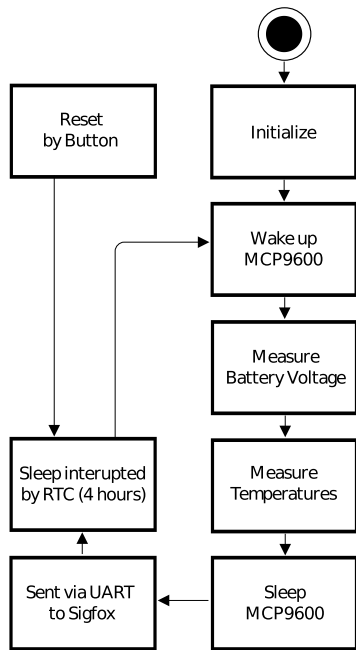 Reset
by Button
Initialize
Wake up
MCP9600
Measure
Battery Voltage
Sleep interupted
by RTC (4 hours)
Measure
Temperatures
Sent via UART
to Sigfox
Sleep
MCP9600